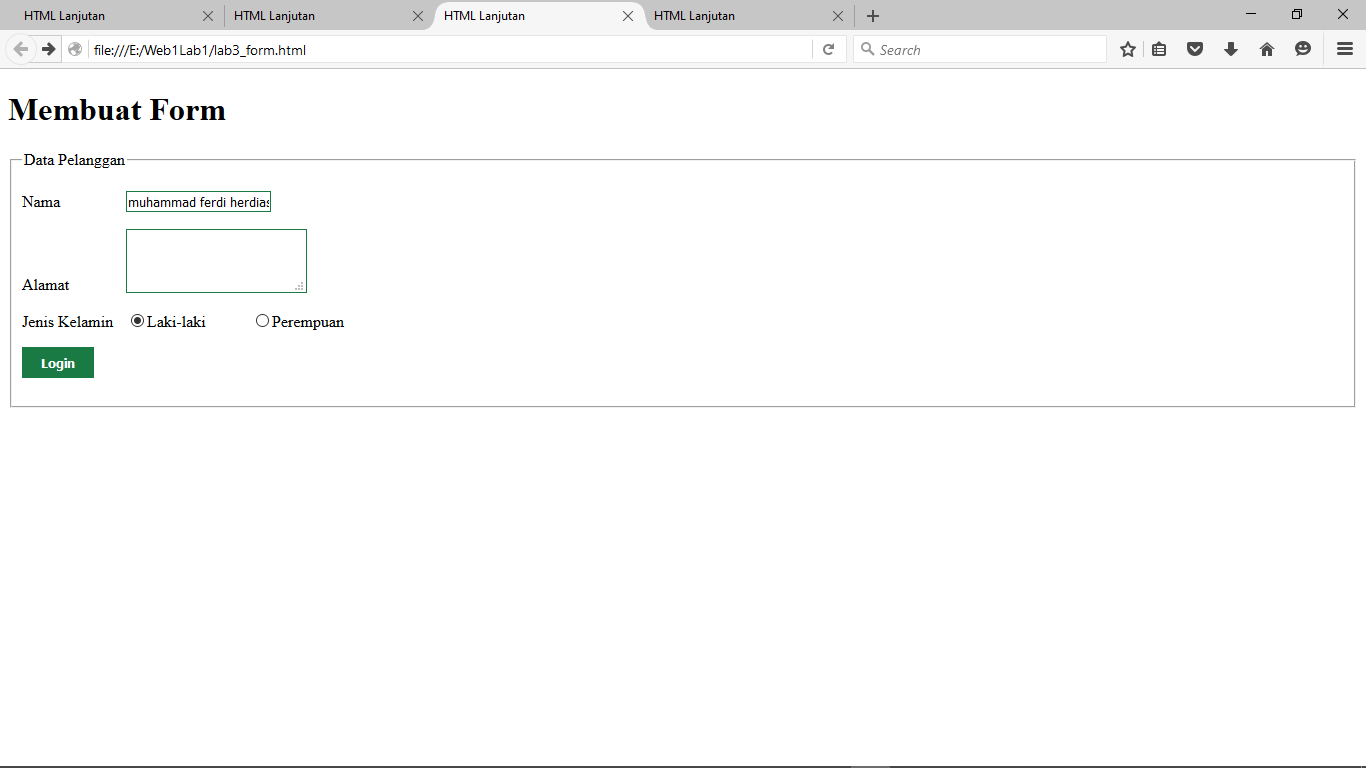 HTML Lanjutan HTML Lanjutan HTML Lanjutan HTML Lanjutan
file:///E:/Web1Lab1/lab3_form.html Search
Membuat Form
Data Pelanggan
Nama muhammad ferdi herdias
Alamat
Jenis Kelamin Laki-laki Perempuan
Login